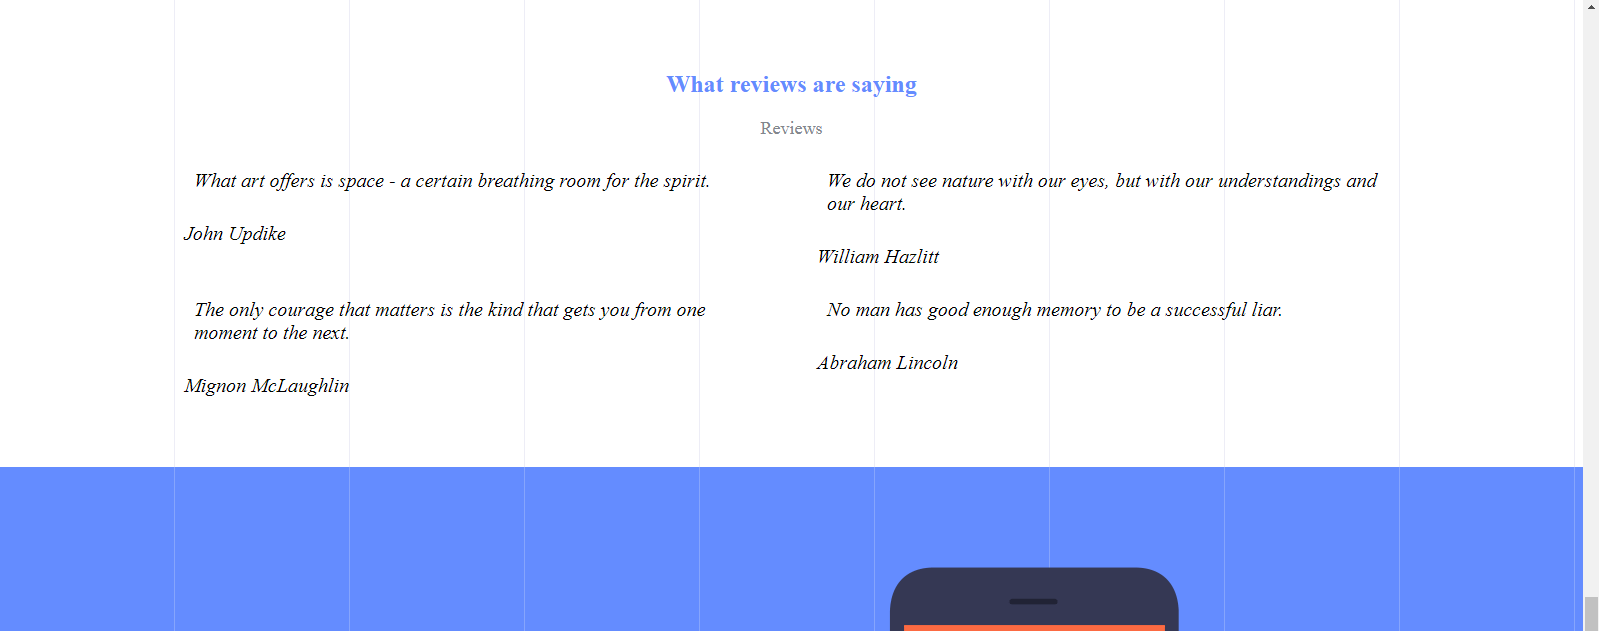 What reviews are saying
Reviews
What art offers is space - a certain breathing room for the spirit.
John Updike
We do not see nature with our eyes, but with our understandings and
our heart.
William Hazlitt
The only courage that matters is the kind that gets you from one
moment to the next.
Mignon McLaughlin
No man has good enough memory to be a successful liar.
Abraham Lincoln